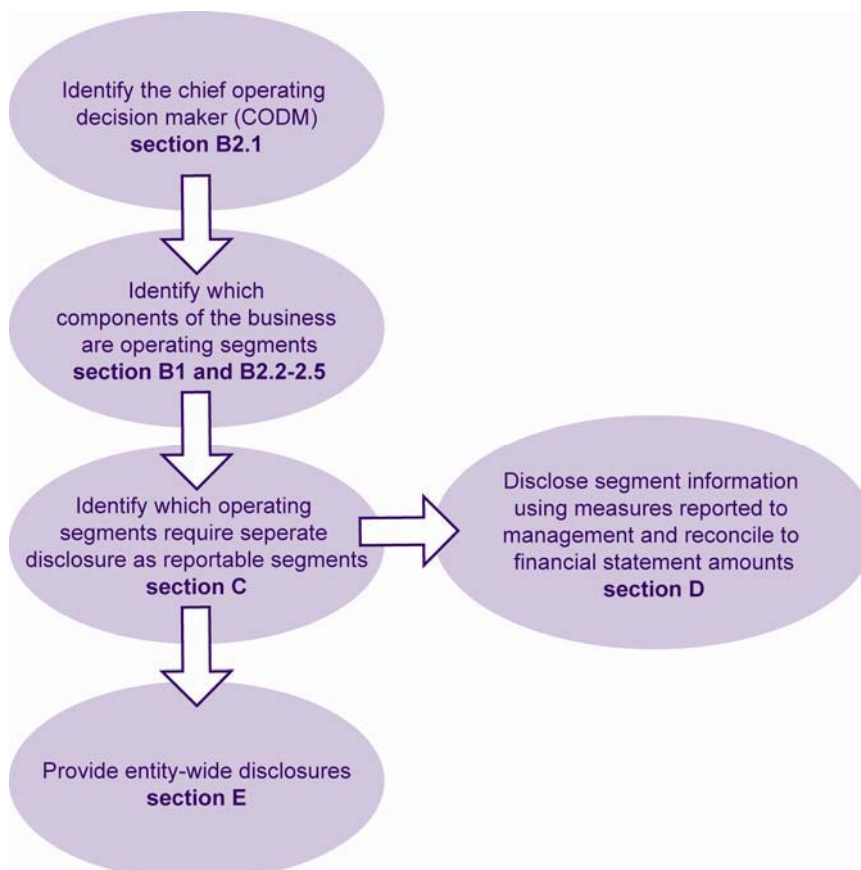 Identify the chief operating
decision maker (CODM)
section B2.1
Identify which
components of the business
are operating segments
section B1 and B2.2-2.5
Identify which operating
segments require seperate
disclosure as reportable segments
section C
Disclose segment information
using measures reported to
management and reconcile to
financial statement amounts
section D
Provide entity-wide disclosures
section E